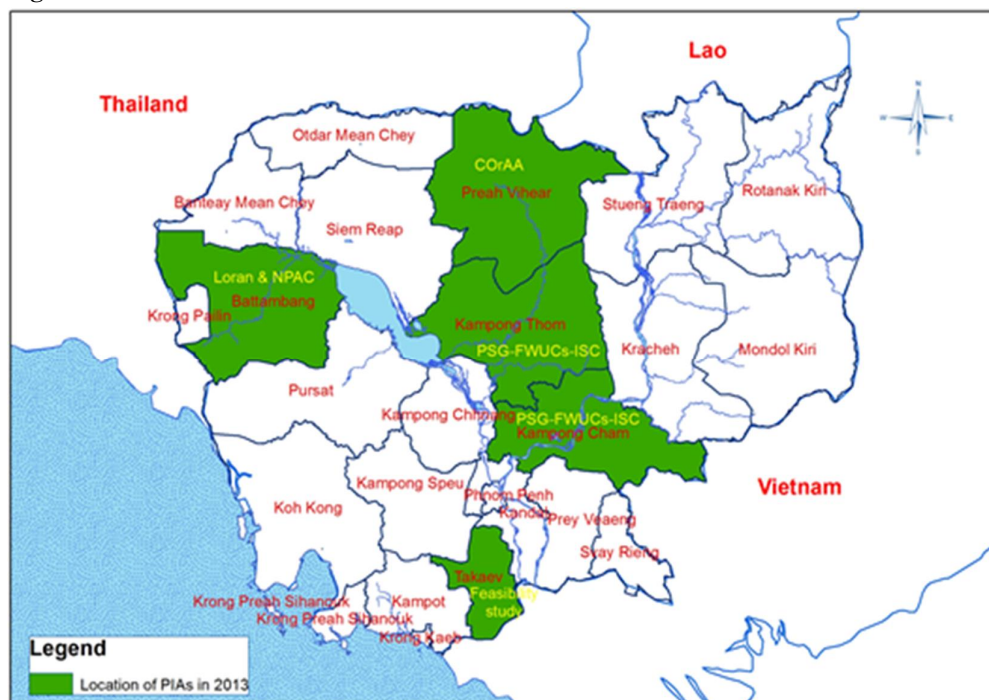 Lao
Thailand
N
W
E
S
Otdar Mean Chey
COrAA
Preah Vihear
Rotanak Kiri
Stueng Traeng
Banteay Mean Chey
Siem Reap
Loran & NPAC
Battambang
Krong Pailin
Kampong Thom
PSG-FWUCs-ISC
Kracheh
Mondol Kiri
Pursat
Kampong Chhnang
PSG-FWUCs-ISC
Kampong Cham
Kampong Speu
Phnom Penh
Vietnam
Koh Kong
Kandal
Prey Veaeng
Svay Rieng
Takaev
Feasibility
study
Krong Preah Sihanouk
Kampot
Krong Preah Sihanouk
Krong Kaeb
Legend
Location of PIAs in 2013